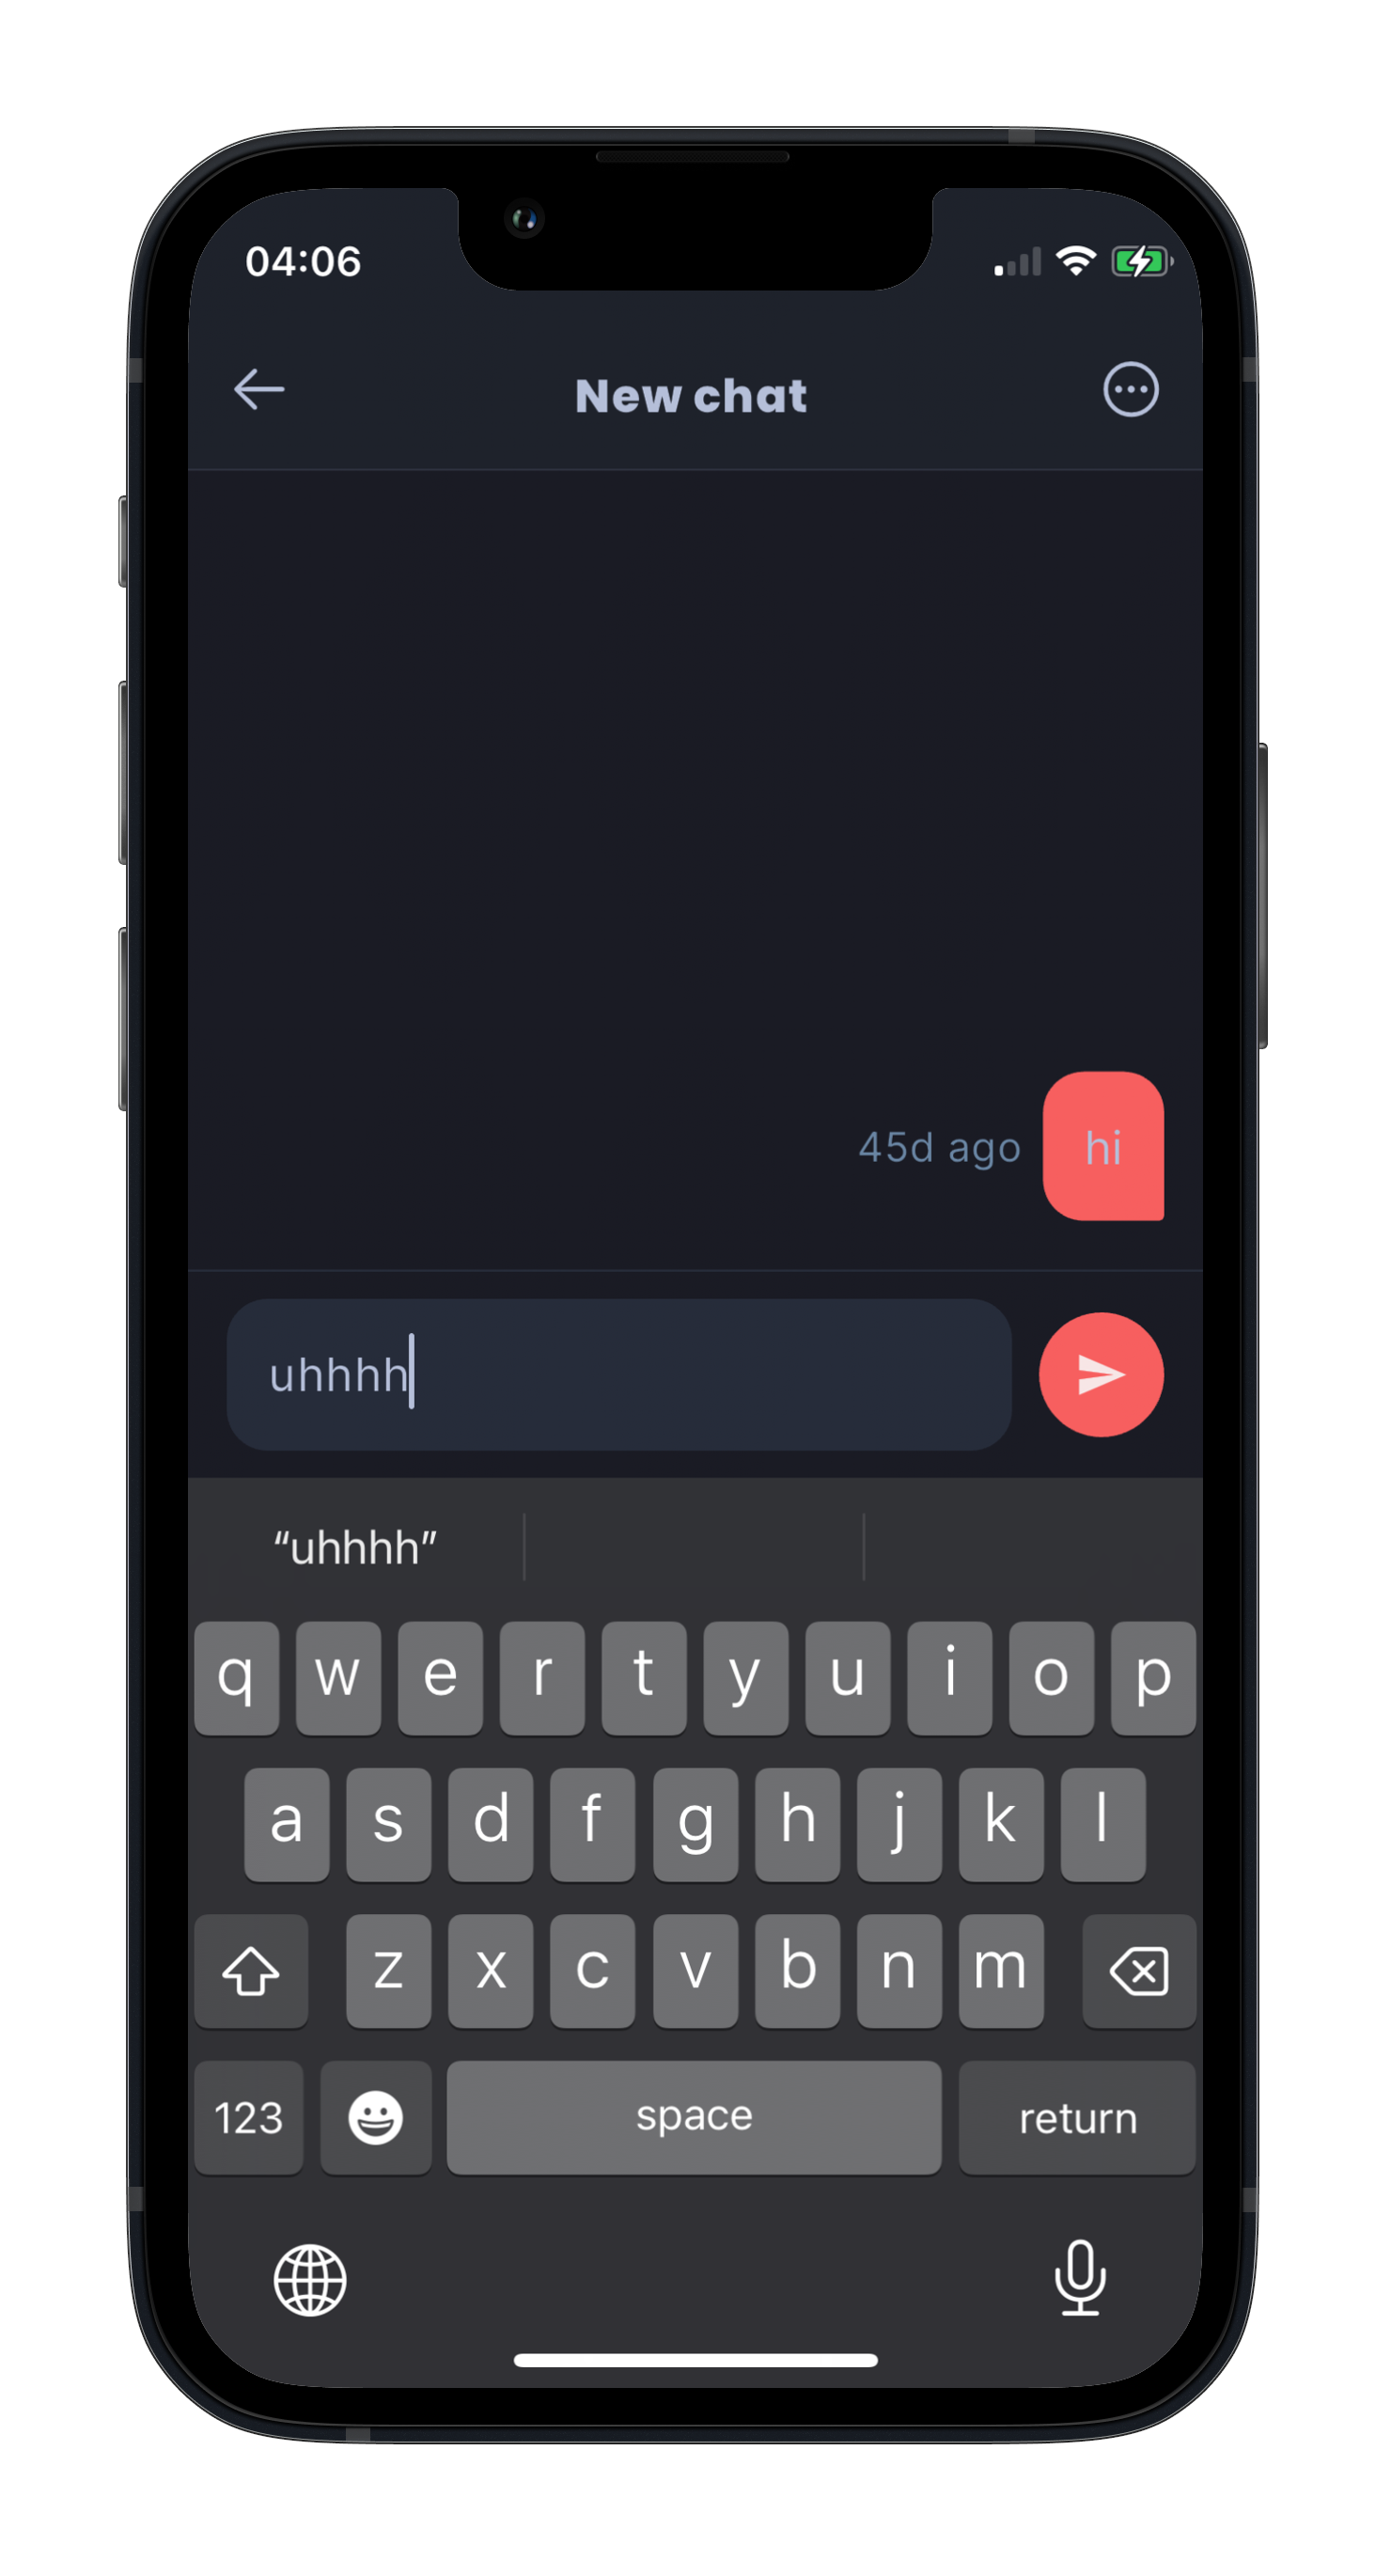 04:06
New chat
45d ago hi
uhhhh
“uhhhh”
q w e r t y u i o p
a s d f g h j k l
z x c v b n m
123 space return